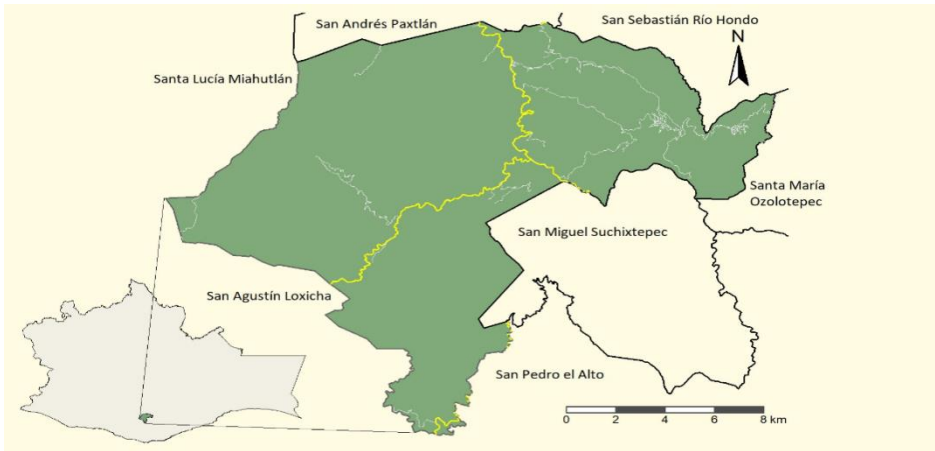 San Andrés Paxtlán
San Sebastián Río Hondo
N
Santa Lucía Miahutlán
Santa María
Ozolotepec
San Miguel Suchixtepec
San Agustín Loxicha
San Pedro el Alto
0 2 4 6 8 km